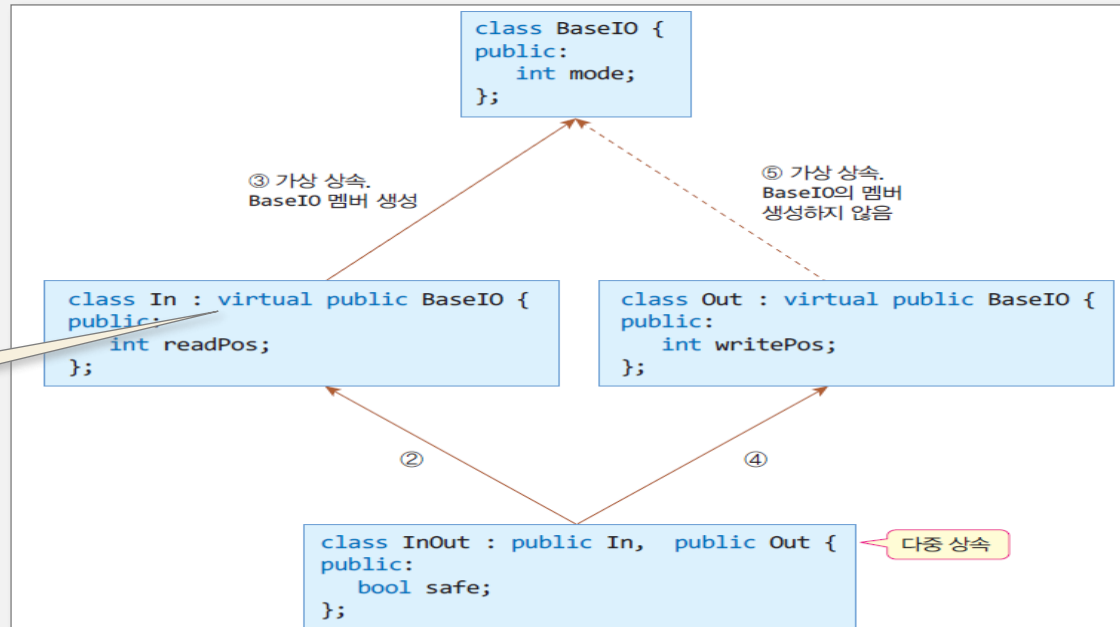 class BaseIO {
public:
int mode;
};
③ 가상 상속.
BaseIO 멤버 생성
⑤ 가상 상속.
BaseIO의 멤버
생성하지 않음
class In : virtual public BaseIO {
public:
int readPos;
};
class Out : virtual public BaseIO {
public:
int writePos;
};
②
④
class InOut : public In, public Out {
public:
bool safe;
};
다중 상속